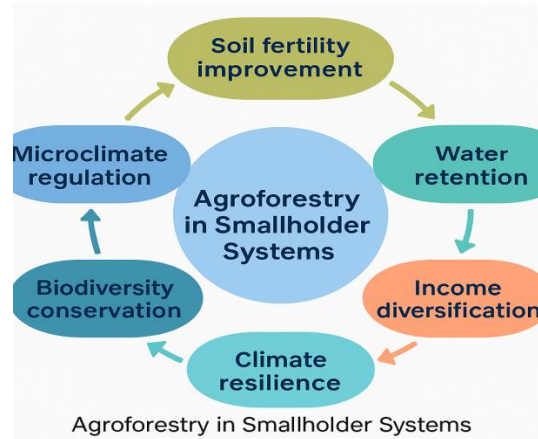 Soil fertility
improvement
Microclimate
regulation
Water
retention
Agroforestry
in Smallholder
Systems
Biodiversity
conservation
Income
diversification
Climate
resilience
Agroforestry in Smallholder Systems